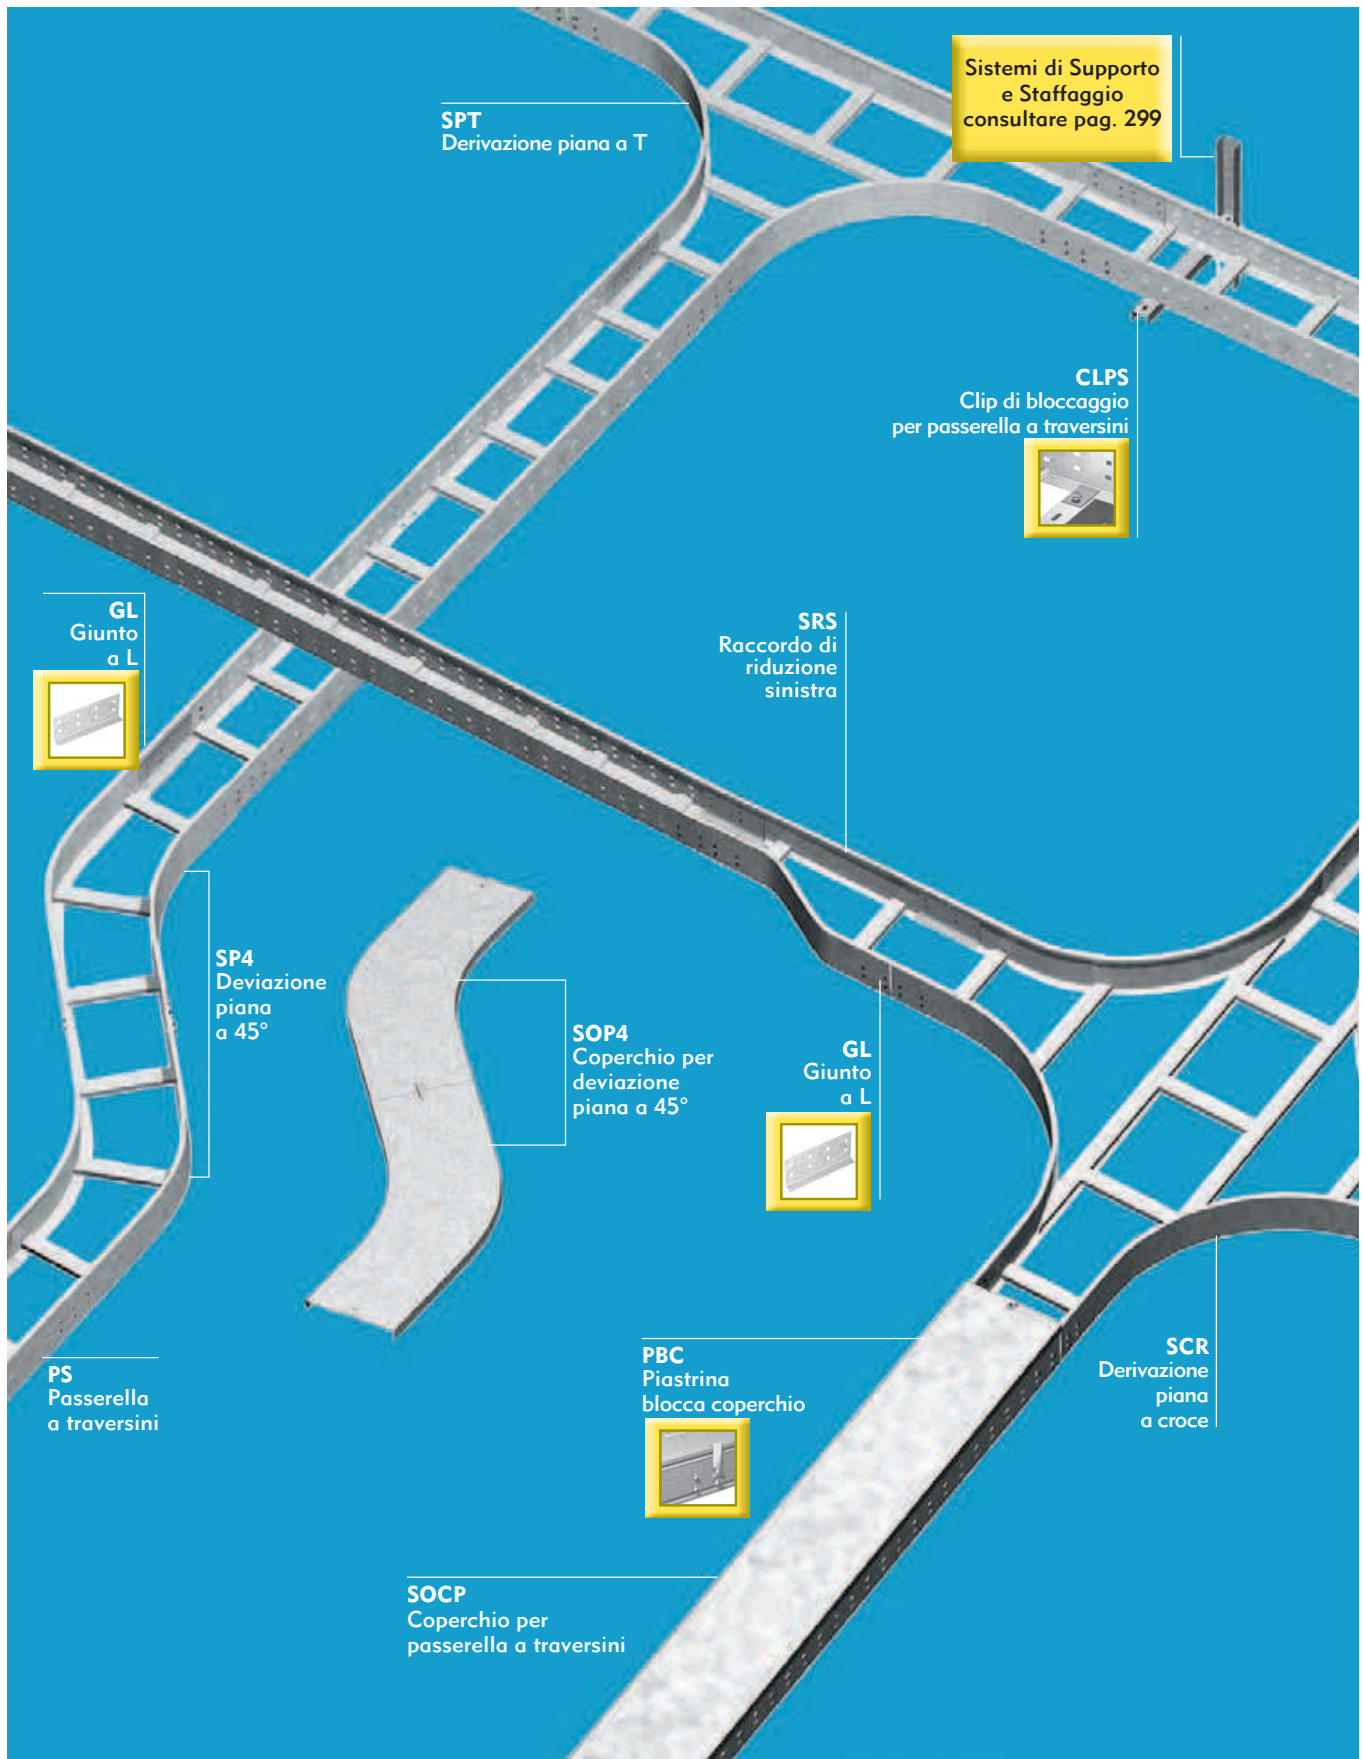 Sistemi di Supporto
e Staffaggio
consultare pag. 299
SPT
Derivazione piana a T
CLPS
Clip di bloccaggio
per passerella a traversini
GL
Giunto
a L
SRS
Raccordo di
riduzione
sinistra
SP4
Deviazione
piana
a 45°
SOP4
Coperchio per
deviazione
piana a 45°
GL
Giunto
a L
PS
Passerella
a traversini
PBC
Piastrina
blocca coperchio
SCR
Derivazione
piana
a croce
SOCP
Coperchio per
passerella a traversini